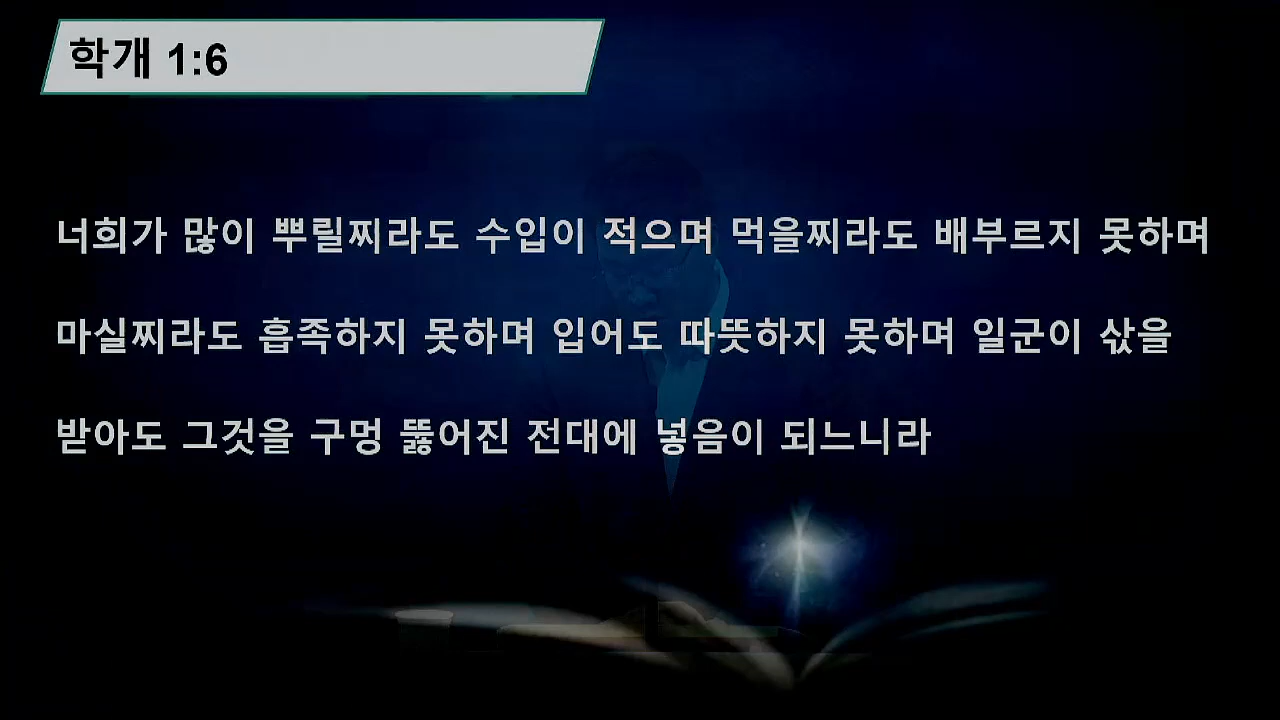 학개 1:6
너희가 많이 뿌릴찌라도 수입이 적으며 먹을찌라도 배부르지 못하며
마실찌라도 흡족하지 못하며 입어도 따뜻하지 못하며 일군이 삯을
받아도 그것을 구멍 뚫어진 전대에 넣음이 되느니라